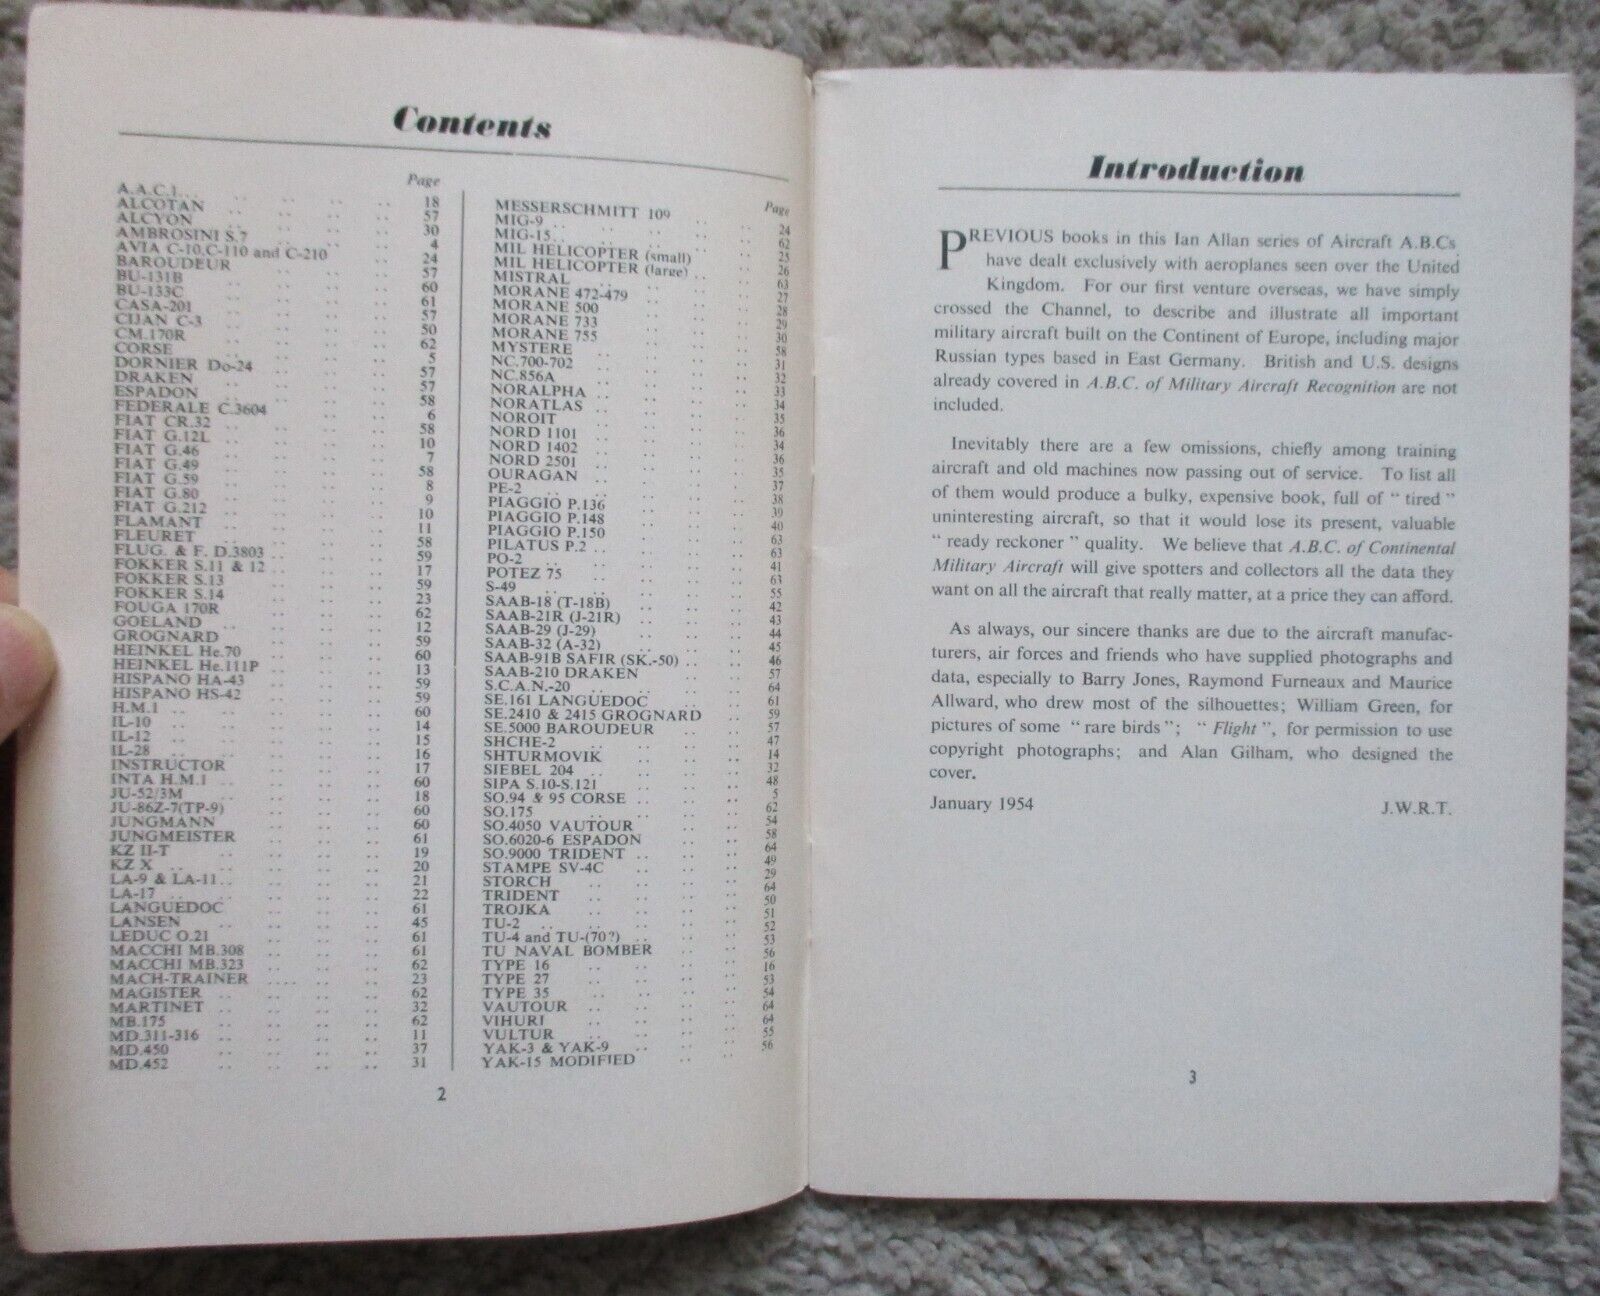 Contents
Page
A.A.C.1 .. .. .. .. .. 18
ALCOTAN .. .. .. .. 57
ALCYON .. .. .. .. 30
AMBROSINI S.7 .. .. .. 4
AVIA C-10,C-110 and C-210 .. 24
BAROUDEUR .. .. .. 57
BU-131B .. .. .. .. 60
BU-133C .. .. .. .. 61
CASA-201 .. .. .. .. 57
CIJAN C-3 .. .. .. .. 50
CM.170R .. .. .. .. 62
CORSE .. .. .. .. 5
DORNIER Do-24 .. .. .. 57
DRAKEN .. .. .. .. 57
ESPADON .. .. .. .. 58
FEDERALE C.3604 .. .. .. 6
FIAT CR.32 .. .. .. .. 58
FIAT G.12L .. .. .. .. 10
FIAT G.46 .. .. .. .. 7
FIAT G.49 .. .. .. .. 58
FIAT G.59 .. .. .. .. 8
FIAT G.80 .. .. .. .. 9
FIAT G.212 .. .. .. .. 10
FLAMANT .. .. .. .. 11
FLEURET .. .. .. .. 58
FLUG. & F. D.3803 .. .. .. 59
FOKKER S.11 & 12 .. .. .. 17
FOKKER S.13 .. .. .. 59
FOKKER S.14 .. .. .. 23
FOUGA 170R .. .. .. 62
GOELAND .. .. .. .. 12
GROGNARD .. .. .. .. 59
HEINKEL He.70 .. .. .. 60
HEINKEL He.111P .. .. .. 13
HISPANO HA-43 .. .. .. 59
HISPANO HS-42 .. .. .. 59
H.M.1 .. .. .. .. .. 60
IL-10 .. .. .. .. .. 14
IL-12 .. .. .. .. .. 15
IL-28 .. .. .. .. .. 16
INSTRUCTOR .. .. .. 17
INTA H.M.1 .. .. .. .. 60
JU-52/3M .. .. .. .. 18
JU-86Z-7(TP-9) .. .. .. 60
JUNGMANN .. .. .. .. 60
JUNGMEISTER .. .. .. 61
KZ II-T .. .. .. .. 19
KZ X .. .. .. .. .. 20
LA-9 & LA-11 .. .. .. .. 21
LA-17 .. .. .. .. .. 22
LANGUEDOC .. .. .. 61
LANSEN .. .. .. .. 45
LEDUC O.21 .. .. .. 61
MACCHI MB.308 .. .. .. 61
MACCHI MB.323 .. .. .. 62
MACH-TRAINER .... .. .. 23
MAGISTER .. .. .. .. 62
MARTINET .. .. .. .. 32
MB.175 .. .. .. .. 62
MD.311-316 .. .. .. .. 11
MD.450 .. .. .. .. 37
MD.452 .. .. .. .. 31
Page
MESSERSCHMITT 109 .. .. 24
MIG-9 .. .. .. .. 62
MIG-15 .. .. .. .. 25
MIL HELICOPTER (small) .. 26
MIL HELICOPTER (large) .. .. 63
MISTRAL .. .. .. .. 27
MORANE 472-479 .. .. .. 28
MORANE 500 .. .. .. 29
MORANE 733 .. .. .. 30
MORANE 755 .. .. .. 58
MYSTERE .. .. .. .. 31
NC.700-702 .. .. .. .. 32
NC.856A .. .. .. .. 33
NORALPHA .. .. .. .. 34
NORATLAS .. .. .. .. 35
NOROIT .. .. .. .. 36
NORD 1101 .. .. .. .. 34
NORD 1402 .. .. .. .. 36
NORD 2501 .. .. .. .. 35
OURAGAN .. .. .. .. 37
PE-2 .. .. .. .. 38
PIAGGIO P.136 .. .. .. 39
PIAGGIO P.148 .. .. .. 40
PIAGGIO P.150 .. .. .. 63
PILATUS P.2 .. .. .. .. 63
PO-2 .. .. .. .. 41
POTEZ 75 .. .. .. .. 63
S-49 .. .. .. .. .. 55
SAAB-18 (T-18B) .. .. .. 42
SAAB-21R (J-21R) .. .. .. 43
SAAB-29 (J-29) .. .. .. 44
SAAB-32 (A-32) .. .. .. 45
SAAB-91B SAFIR (SK.-50) .. .. 46
SAAB-210 DRAKEN .. .. 57
S.C.A.N.-20 .. .. .. .. 64
SE.161 LANGUEDOC .. .. 61
SE.2410 & 2415 GROGNARD .. 59
SE.5000 BAROUDEUR .. .. 57
SHCHE-2 .. .. .. .. 47
SHTURMOVIK .. .. .. 14
SIEBEL 204 .. .. .. .. 32
SIPA S.10-S.121 .. .. .. 48
SO.94 & 95 CORSE .. .. .. 5
SO.175 .. .. .. .. 62
SO.4050 VAUTOUR .. .. .. 54
SO.6020-6 ESPADON .. .. 58
SO.9000 TRIDENT .. .. .. 64
STAMPE SV-4C .. .. .. 49
STORCH .. .. .. .. 29
TRIDENT .. .. .. .. 64
TROJKA .. .. .. .. 50
TU-2 .. .. .. .. .. 51
TU-4 and TU-(70?) .. .. .. 52
TU NAVAL BOMBER .. .. 53
TYPE 16 .. .. .. .. 56
TYPE 27 .. .. .. .. 16
TYPE 35 .. .. .. .. 53
VAUTOUR .. .. .. .. 54
VIHURI .. .. .. .. 64
VULTUR .. .. .. .. 64
YAK-3 & YAK-9 .. .. .. 55
YAK-15 MODIFIED .. .. 56
2
Introduction
PREVIOUS books in this Ian Allan series of Aircraft A.B.Cs
have dealt exclusively with aeroplanes seen over the United
Kingdom. For our first venture overseas, we have simply
crossed the Channel, to describe and illustrate all important
military aircraft built on the Continent of Europe, including major
Russian types based in East Germany. British and U.S. designs
already covered in A.B.C. of Military Aircraft Recognition are not
included.
Inevitably there are a few omissions, chiefly among training
aircraft and old machines now passing out of service. To list all
of them would produce a bulky, expensive book, full of “ tired ”
uninteresting aircraft, so that it would lose its present, valuable
“ ready reckoner ” quality. We believe that A.B.C. of Continental
Military Aircraft will give spotters and collectors all the data they
want on all the aircraft that really matter, at a price they can afford.
As always, our sincere thanks are due to the aircraft manufac-
turers, air forces and friends who have supplied photographs and
data, especially to Barry Jones, Raymond Furneaux and Maurice
Allward, who drew most of the silhouettes; William Green, for
pictures of some “ rare birds ”; “ Flight ”, for permission to use
copyright photographs; and Alan Gilham, who designed the
cover.
January 1954 J.W.R.T.
3